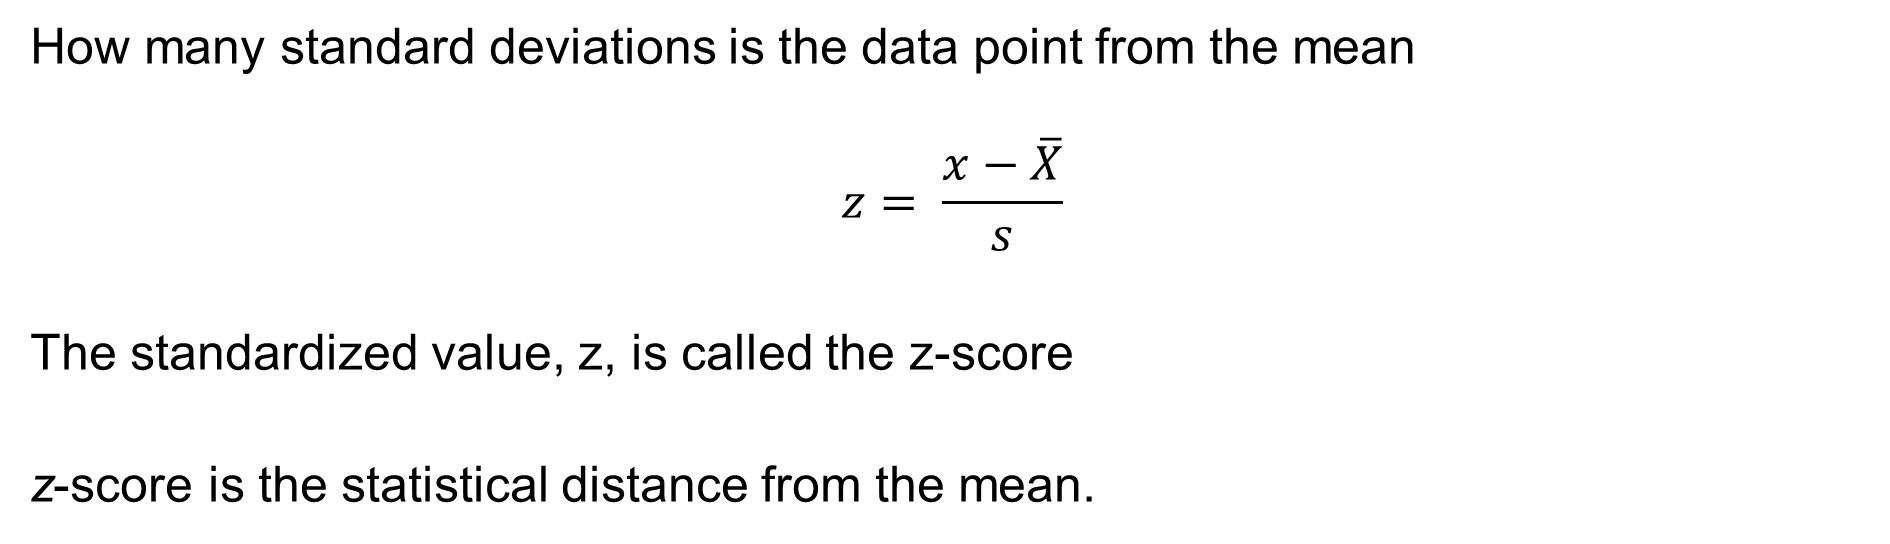 How many standard deviations is the data point from the mean
z = (x − X̄) / s
The standardized value, z, is called the z-score
z-score is the statistical distance from the mean.